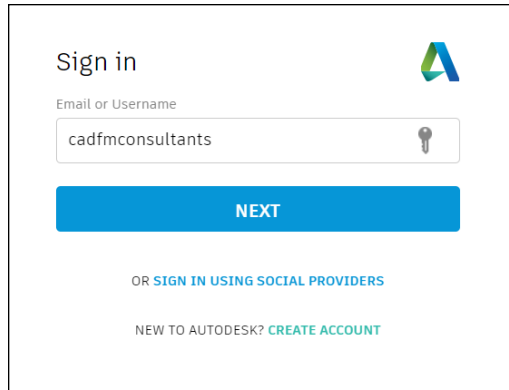 Sign in
Email or Username
cadfmconsultants
NEXT
OR SIGN IN USING SOCIAL PROVIDERS
NEW TO AUTODESK? CREATE ACCOUNT